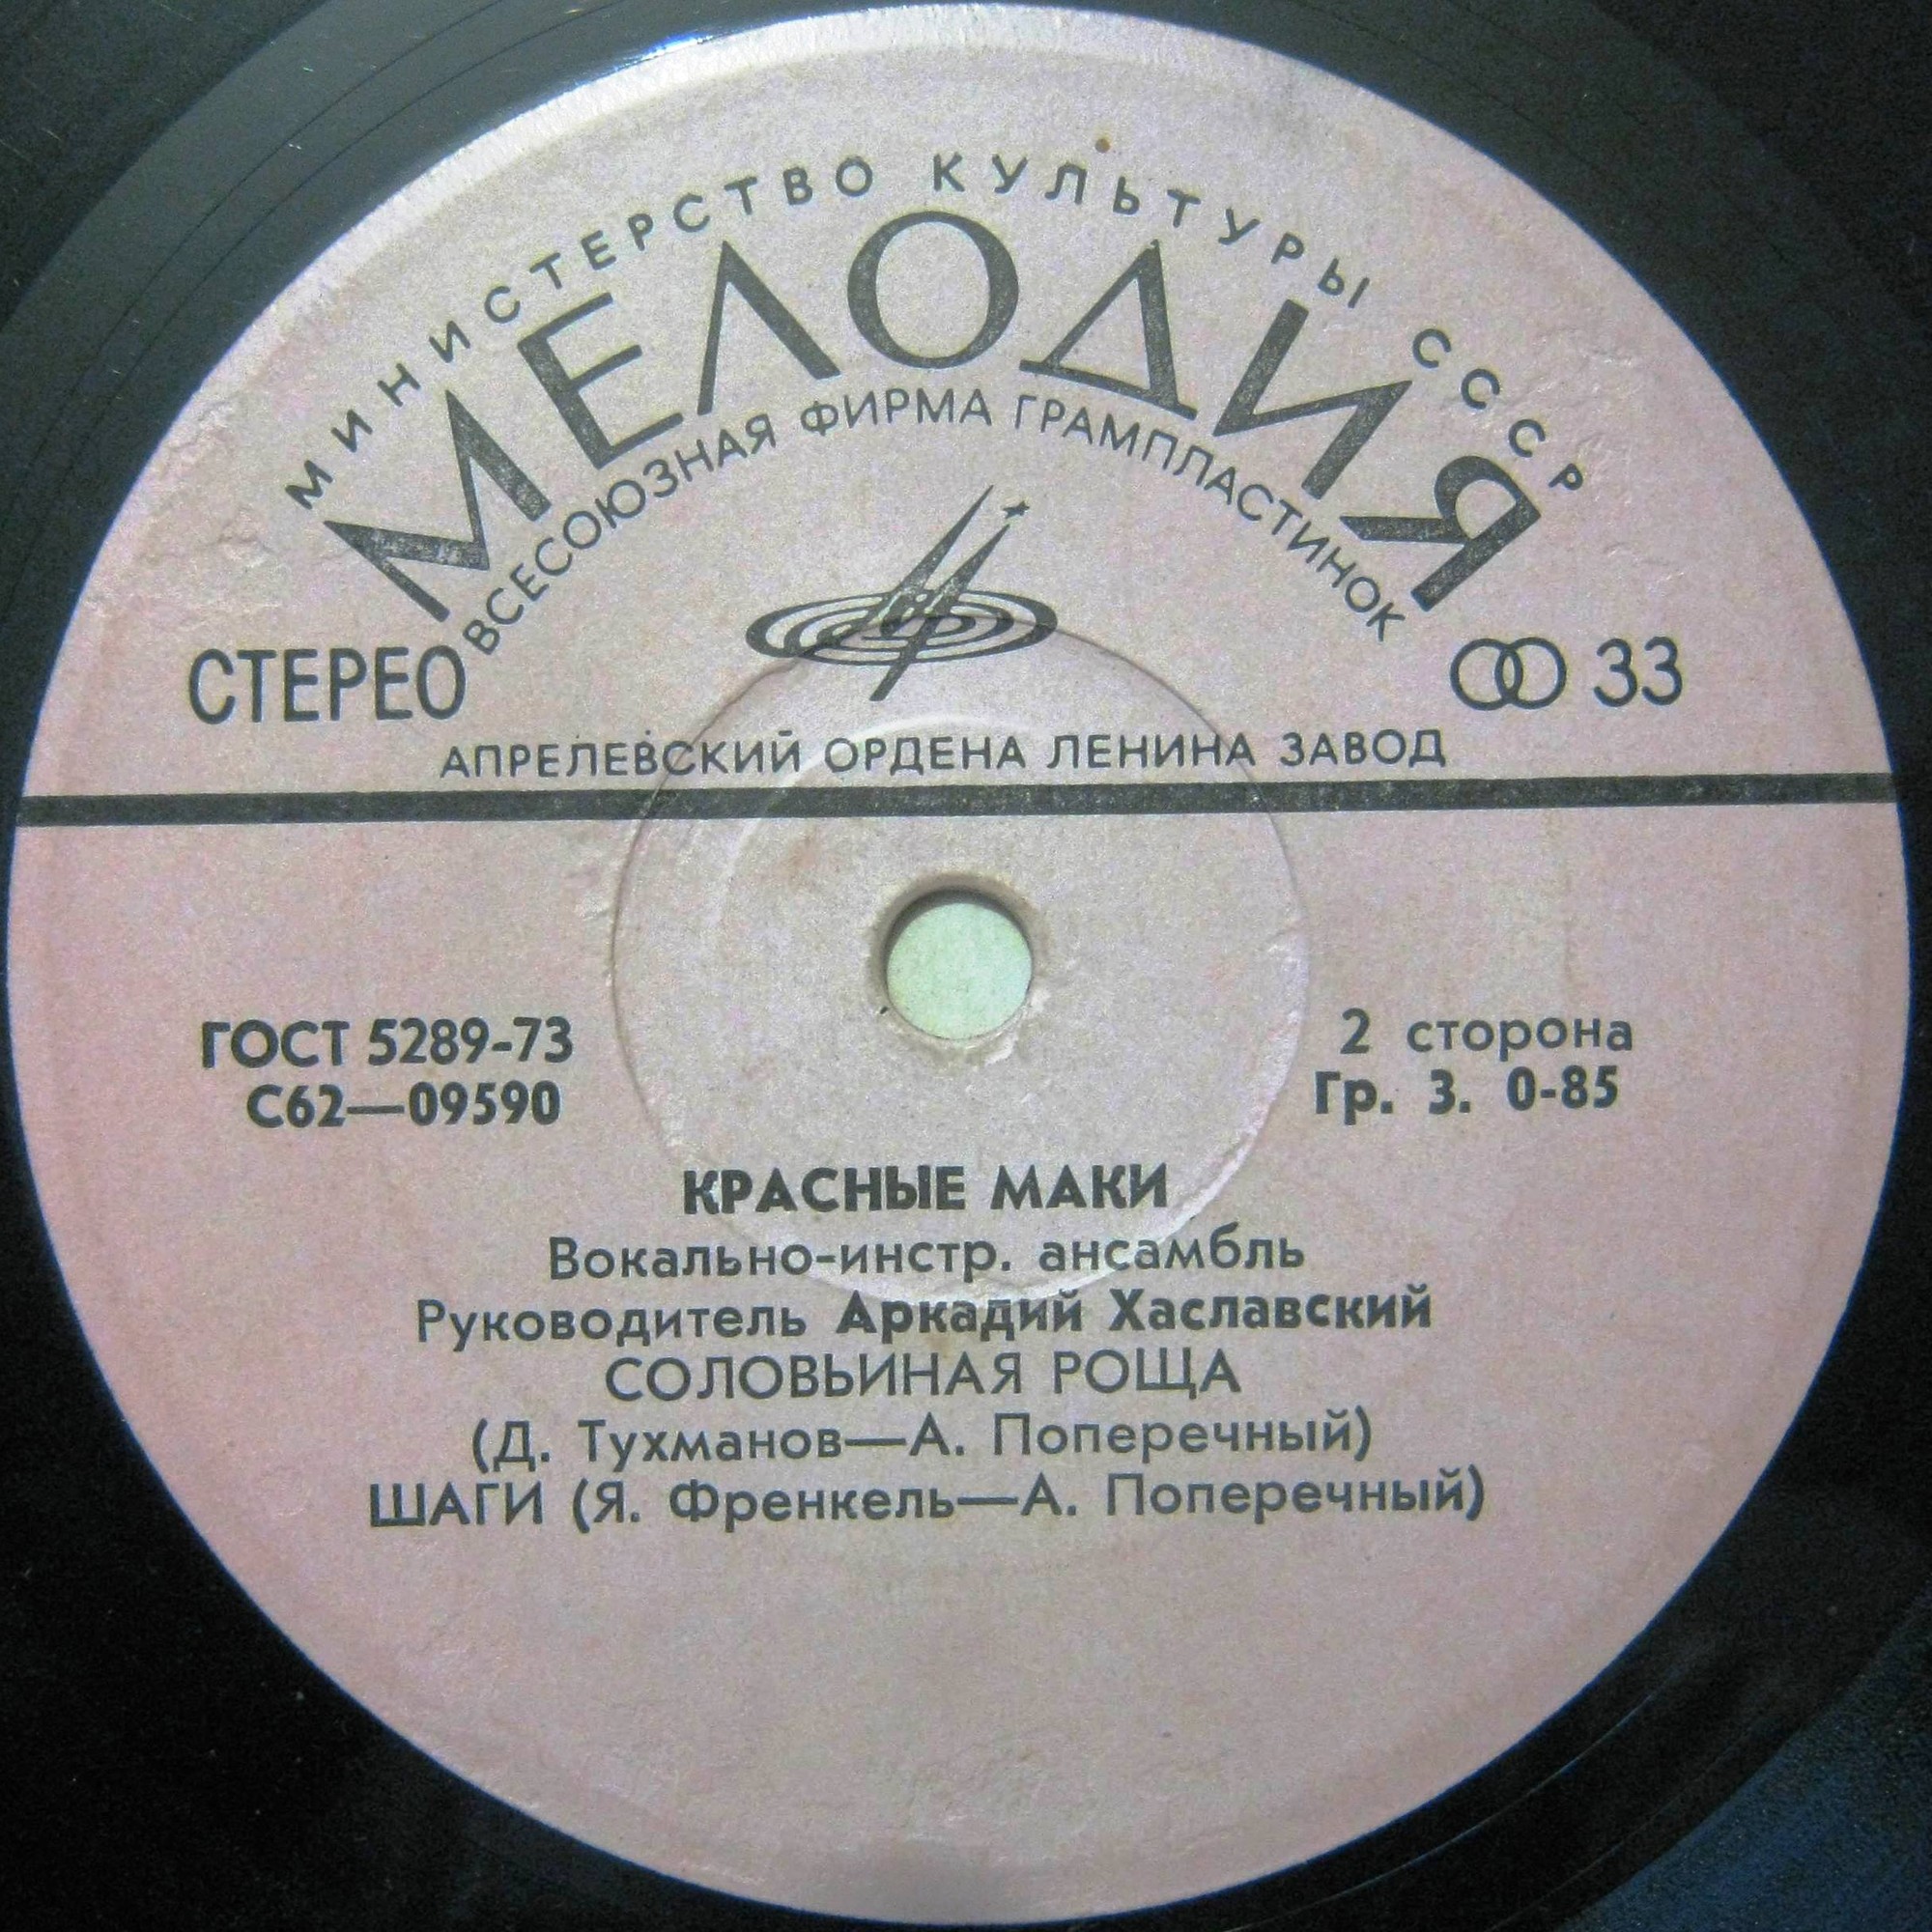 МИНИСТЕРСТВО КУЛЬТУРЫ СССР
МЕЛОДИЯ
ВСЕСОЮЗНАЯ ФИРМА ГРАМПЛАСТИНОК
СТЕРЕО
33
АПРЕЛЕВСКИЙ ОРДЕНА ЛЕНИНА ЗАВОД
ГОСТ 5289-73
С62—09590
2 сторона
Гр. 3. 0-85
КРАСНЫЕ МАКИ
Вокально-инстр. ансамбль
Руководитель Аркадий Хаславский
СОЛОВЬИНАЯ РОЩА
(Д. Тухманов—А. Поперечный)
ШАГИ (Я. Френкель—А. Поперечный)